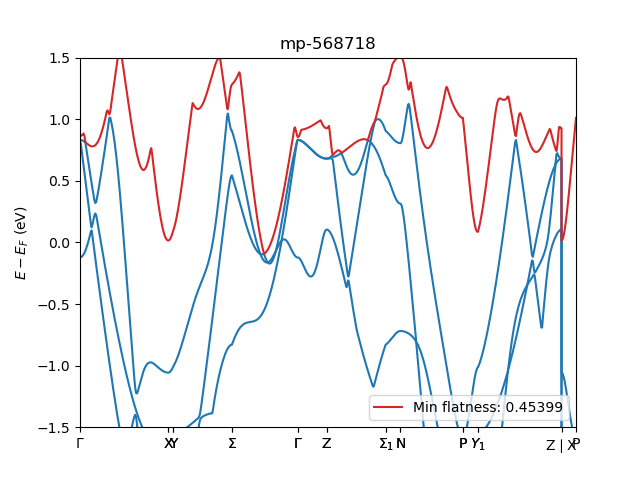 mp-568718
E − E_F (eV)
1.5
1.0
0.5
0.0
−0.5
−1.0
−1.5
Min flatness: 0.45399
Γ X Y Σ Γ Z Σ₁ N P Y₁ Z | X P